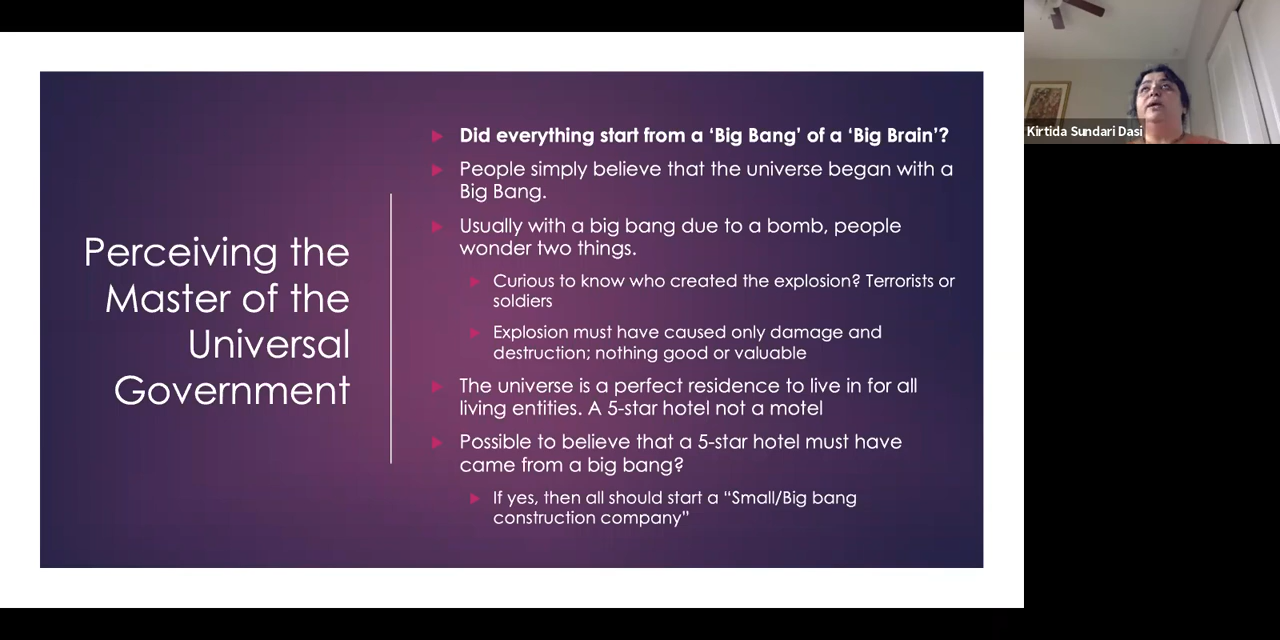 Perceiving the
Master of the
Universal
Government
Did everything start from a ‘Big Bang’ of a ‘Big Brain’?
People simply believe that the universe began with a
Big Bang.
Usually with a big bang due to a bomb, people
wonder two things.
Curious to know who created the explosion? Terrorists or
soldiers
Explosion must have caused only damage and
destruction; nothing good or valuable
The universe is a perfect residence to live in for all
living entities. A 5-star hotel not a motel
Possible to believe that a 5-star hotel must have
came from a big bang?
If yes, then all should start a “Small/Big bang
construction company”
Kirtida Sundari Dasi